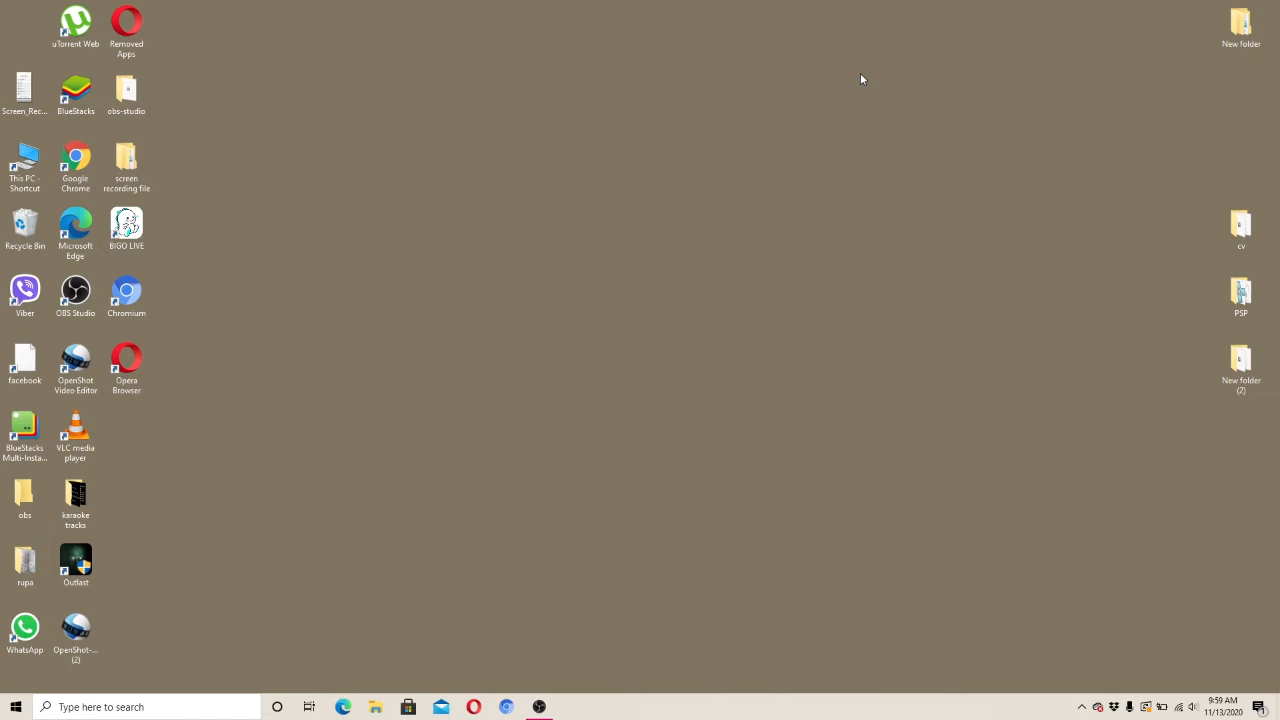 uTorrent Web
Removed
Apps
New folder
Screen_Rec...
BlueStacks
obs-studio
This PC -
Shortcut
Google
Chrome
screen
recording file
Recycle Bin
Microsoft
Edge
BIGO LIVE
cv
Viber
OBS Studio
Chromium
PSP
facebook
OpenShot
Video Editor
Opera
Browser
New folder
(2)
BlueStacks
Multi-Insta...
VLC media
player
obs
karaoke
tracks
rupa
Outlast
WhatsApp
OpenShot-...
(2)
Type here to search
9:59 AM
11/13/2020
1